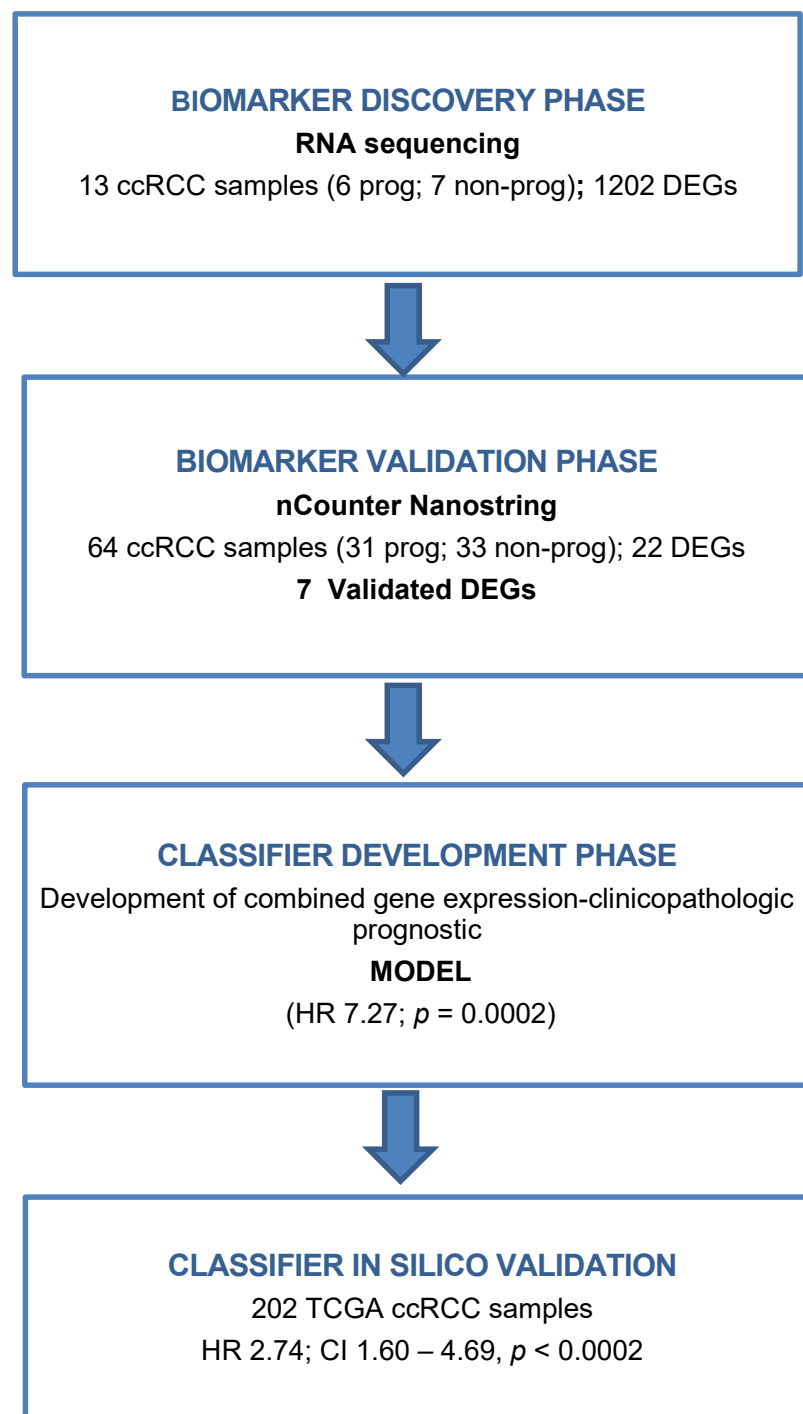 BIOMARKER DISCOVERY PHASE
RNA sequencing
13 ccRCC samples (6 prog; 7 non-prog); 1202 DEGs
BIOMARKER VALIDATION PHASE
nCounter Nanostring
64 ccRCC samples (31 prog; 33 non-prog); 22 DEGs
7 Validated DEGs
CLASSIFIER DEVELOPMENT PHASE
Development of combined gene expression-clinicopathologic
prognostic
MODEL
(HR 7.27; p = 0.0002)
CLASSIFIER IN SILICO VALIDATION
202 TCGA ccRCC samples
HR 2.74; CI 1.60 – 4.69, p < 0.0002